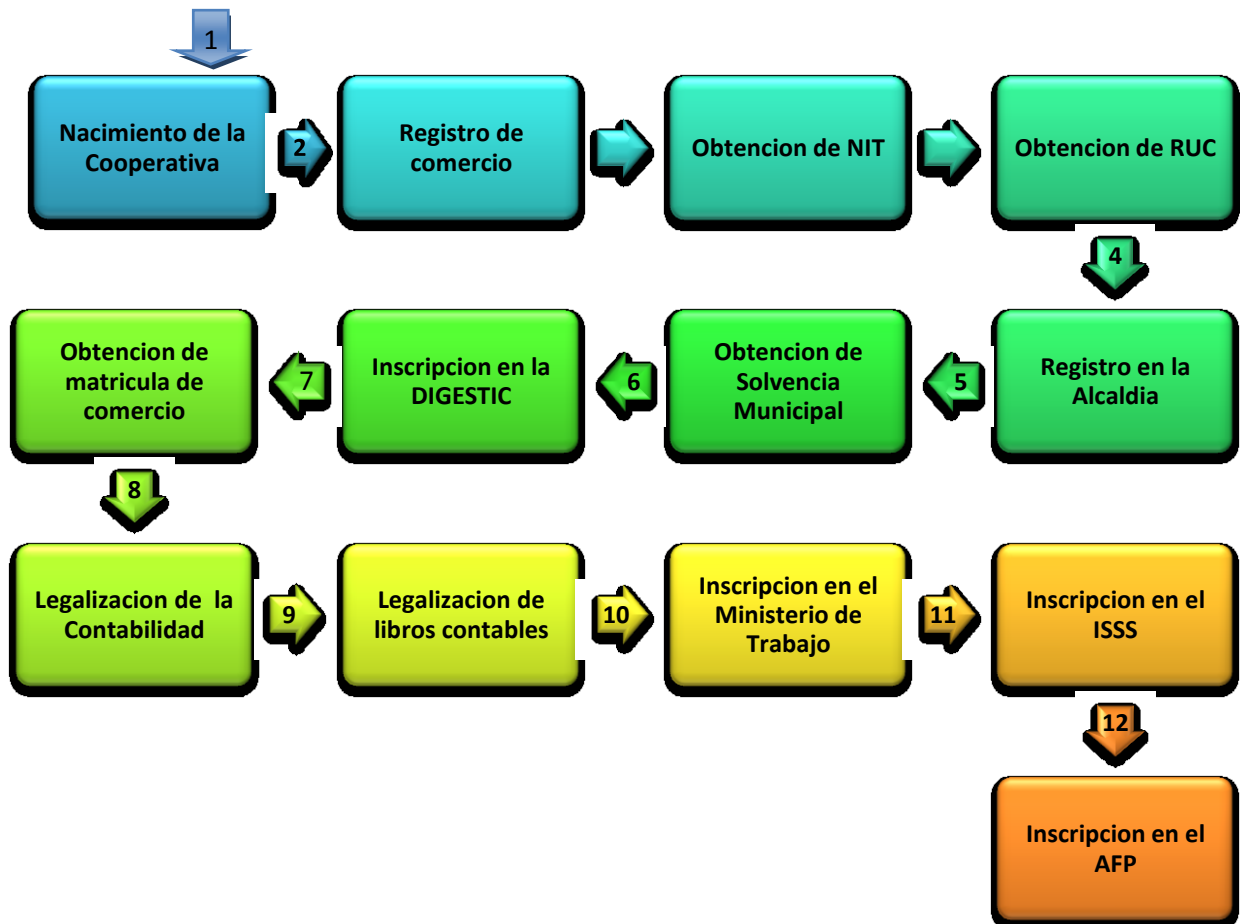 1
Nacimiento de la
Cooperativa
2
Registro de
comercio
Obtencion de NIT
Obtencion de RUC
4
Registro en la
Alcaldia
5
Obtencion de
Solvencia
Municipal
6
Inscripcion en la
DIGESTIC
7
Obtencion de
matricula de
comercio
8
Legalizacion de la
Contabilidad
9
Legalizacion de
libros contables
10
Inscripcion en el
Ministerio de
Trabajo
11
Inscripcion en el
ISSS
12
Inscripcion en el
AFP